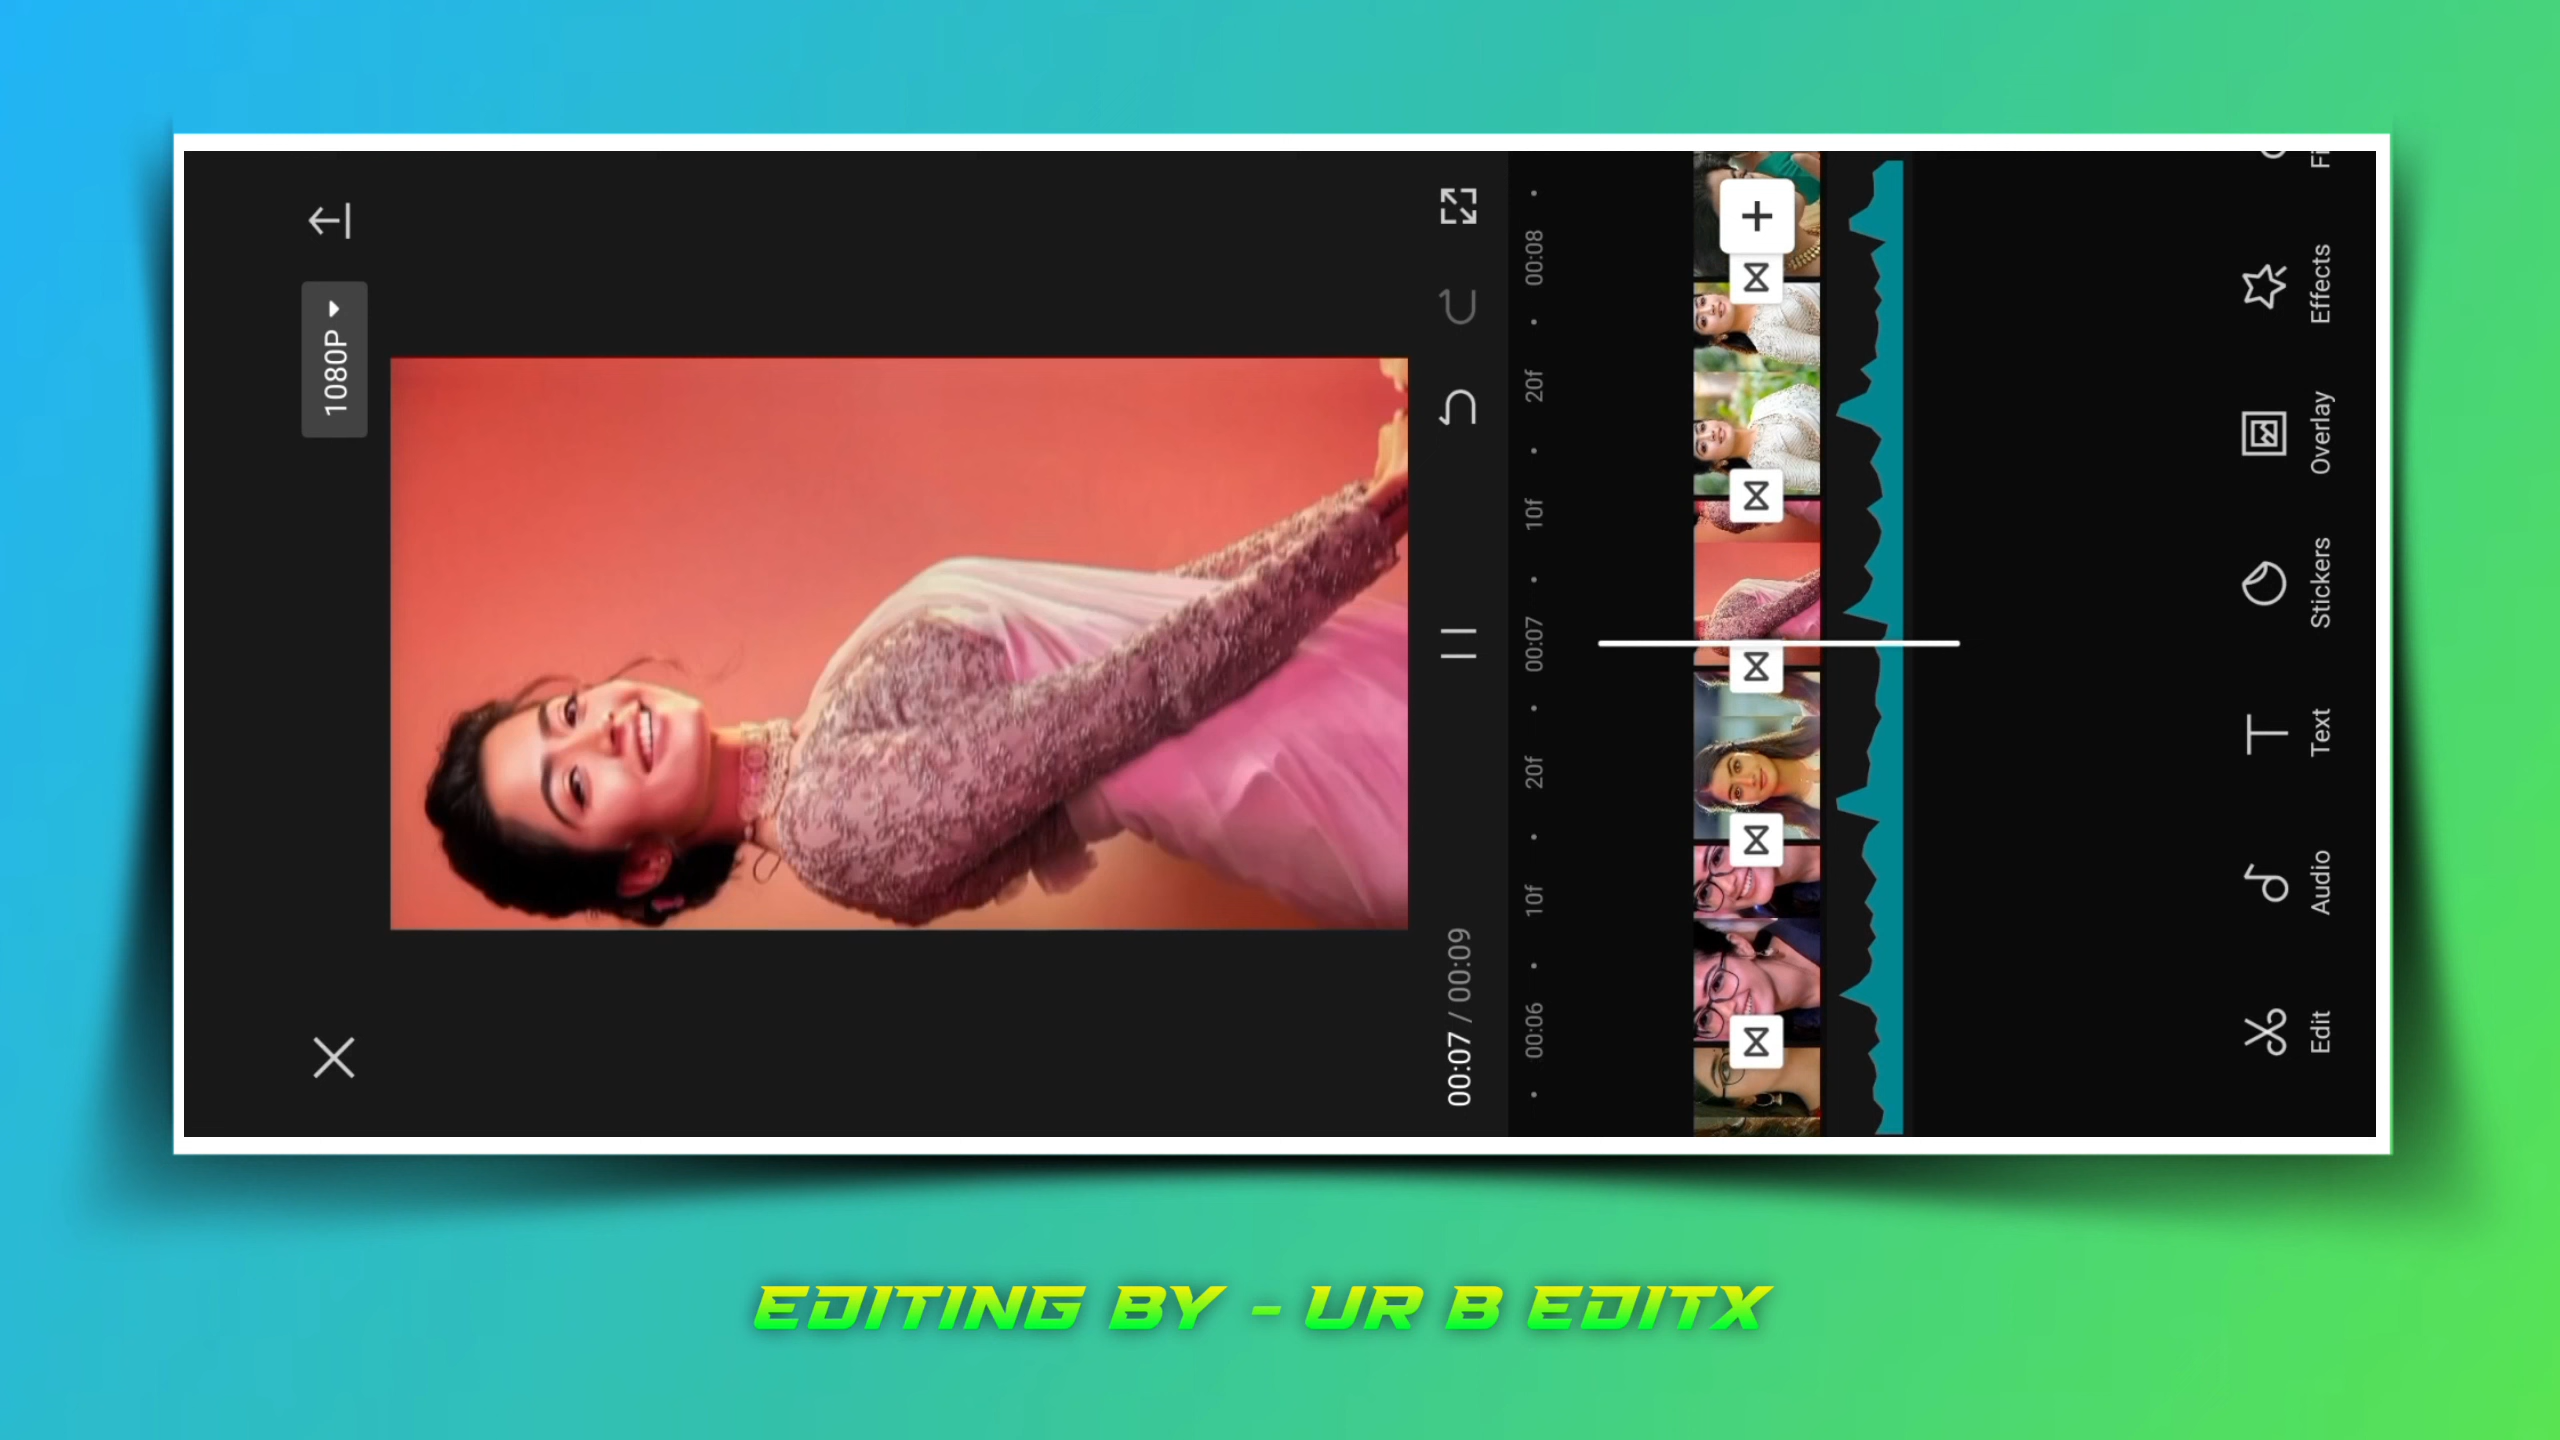 1080P
00:07 / 00:09
00:06
10f
20f
00:07
10f
20f
00:08
Edit
Audio
Text
Stickers
Overlay
Effects
Fi
EDITING BY - UR B EDITX